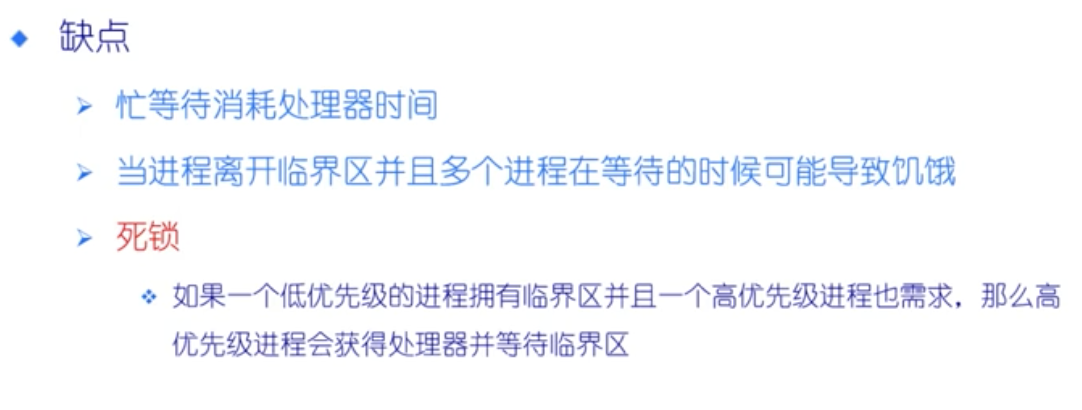 缺点
忙等待消耗处理器时间
当进程离开临界区并且多个进程在等待的时候可能导致饥饿
死锁
如果一个低优先级的进程拥有临界区并且一个高优先级进程也需求，那么高
优先级进程会获得处理器并等待临界区